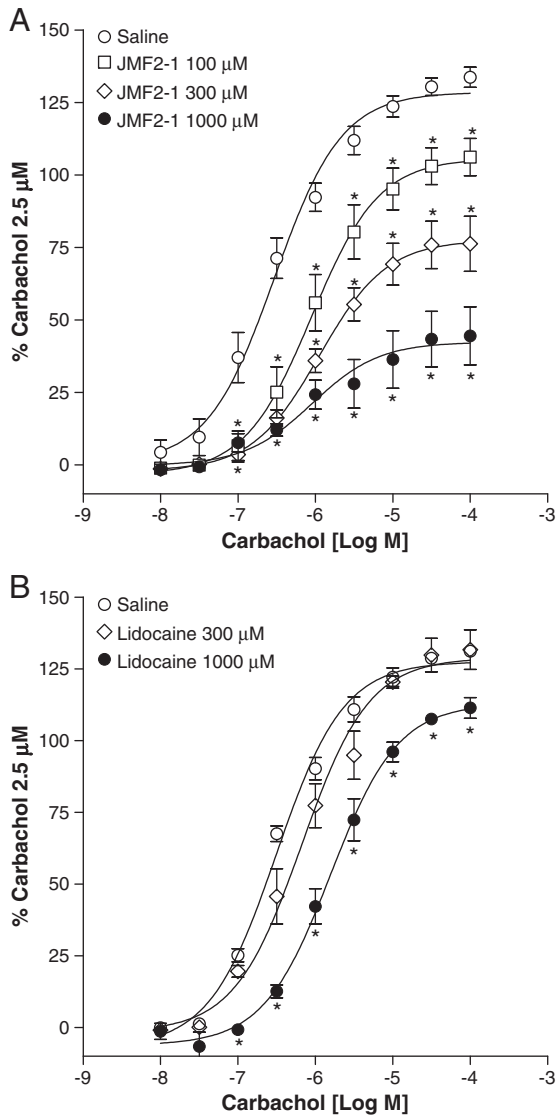 A
150
125
100
75
50
25
0
% Carbachol 2.5 μM
Saline
JMF2-1 100 μM
JMF2-1 300 μM
JMF2-1 1000 μM
* * * * * *
* * * * *
* * * * * * *
-9 -8 -7 -6 -5 -4 -3
Carbachol [Log M]
B
150
125
100
75
50
25
0
% Carbachol 2.5 μM
Saline
Lidocaine 300 μM
Lidocaine 1000 μM
* * * * * * *
-9 -8 -7 -6 -5 -4 -3
Carbachol [Log M]